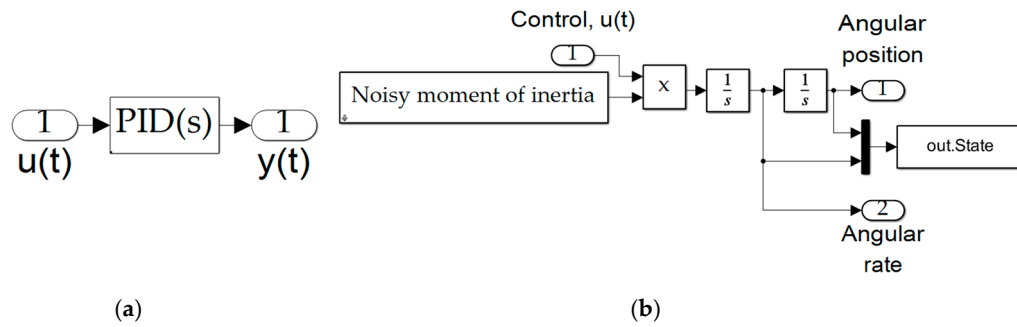 1
PID(s)
1
u(t)
y(t)
(a)
Control, u(t)
1
Noisy moment of inertia
x
1
s
1
s
Angular
position
1
out.State
2
Angular
rate
(b)